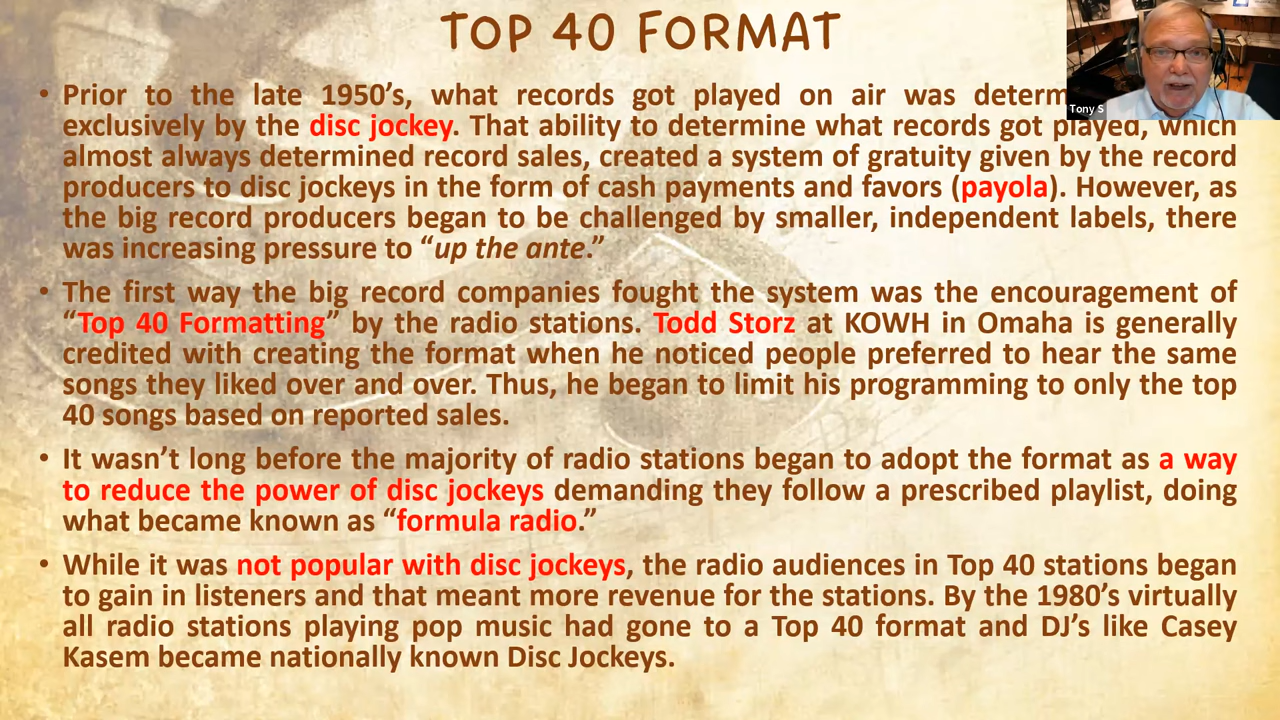 TOP 40 FORMAT
Tony S
• Prior to the late 1950’s, what records got played on air was
exclusively by the disc jockey. That ability to determine what records got played, which
almost always determined record sales, created a system of gratuity given by the record
producers to disc jockeys in the form of cash payments and favors (payola). However, as
the big record producers began to be challenged by smaller, independent labels, there
was increasing pressure to “up the ante.”
• The first way the big record companies fought the system was the encouragement of
“Top 40 Formatting” by the radio stations. Todd Storz at KOWH in Omaha is generally
credited with creating the format when he noticed people preferred to hear the same
songs they liked over and over. Thus, he began to limit his programming to only the top
40 songs based on reported sales.
• It wasn’t long before the majority of radio stations began to adopt the format as a way
to reduce the power of disc jockeys demanding they follow a prescribed playlist, doing
what became known as “formula radio.”
• While it was not popular with disc jockeys, the radio audiences in Top 40 stations began
to gain in listeners and that meant more revenue for the stations. By the 1980’s virtually
all radio stations playing pop music had gone to a Top 40 format and DJ’s like Casey
Kasem became nationally known Disc Jockeys.